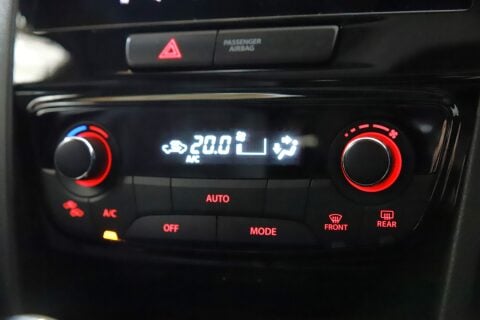 PASSENGER
AIRBAG
20.0
A/C
AUTO
A/C
OFF
MODE
FRONT
REAR